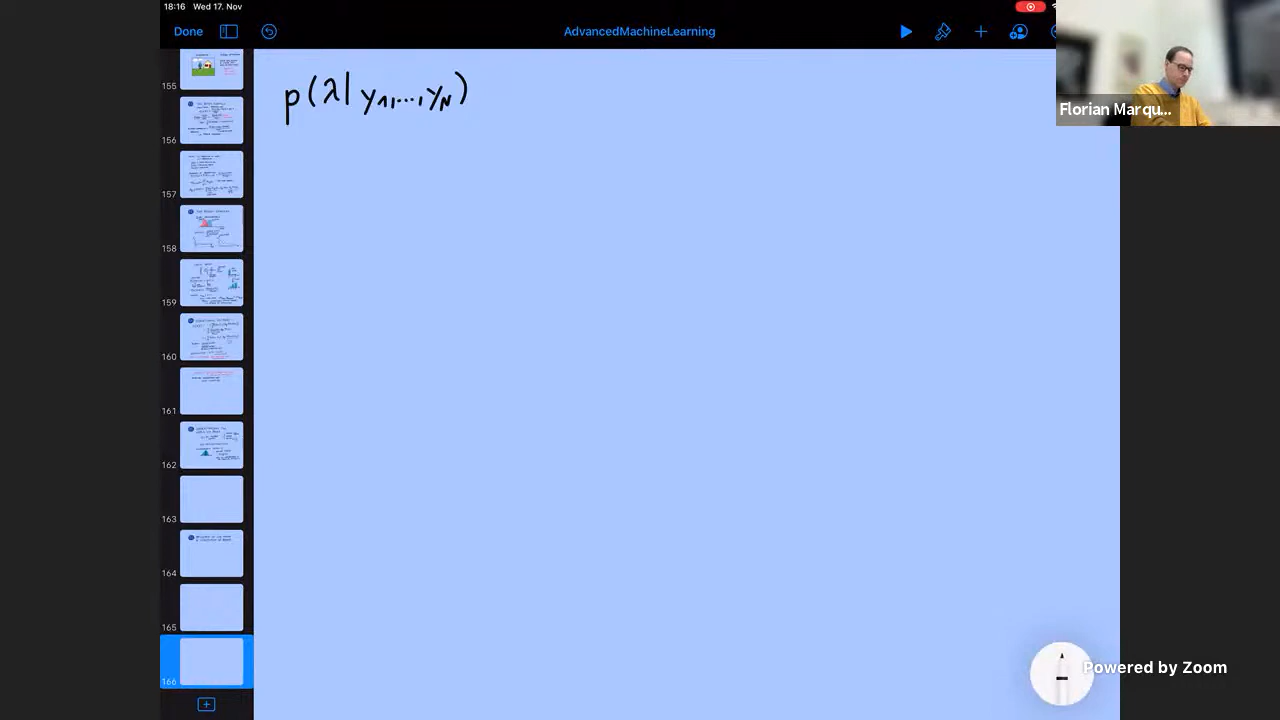 18:16 Wed 17. Nov
Done
AdvancedMachineLearning
p(λ| y1,...,yN)
Florian Marqu...
155
156
157
158
159
160
161
162
163
164
165
166
Powered by Zoom